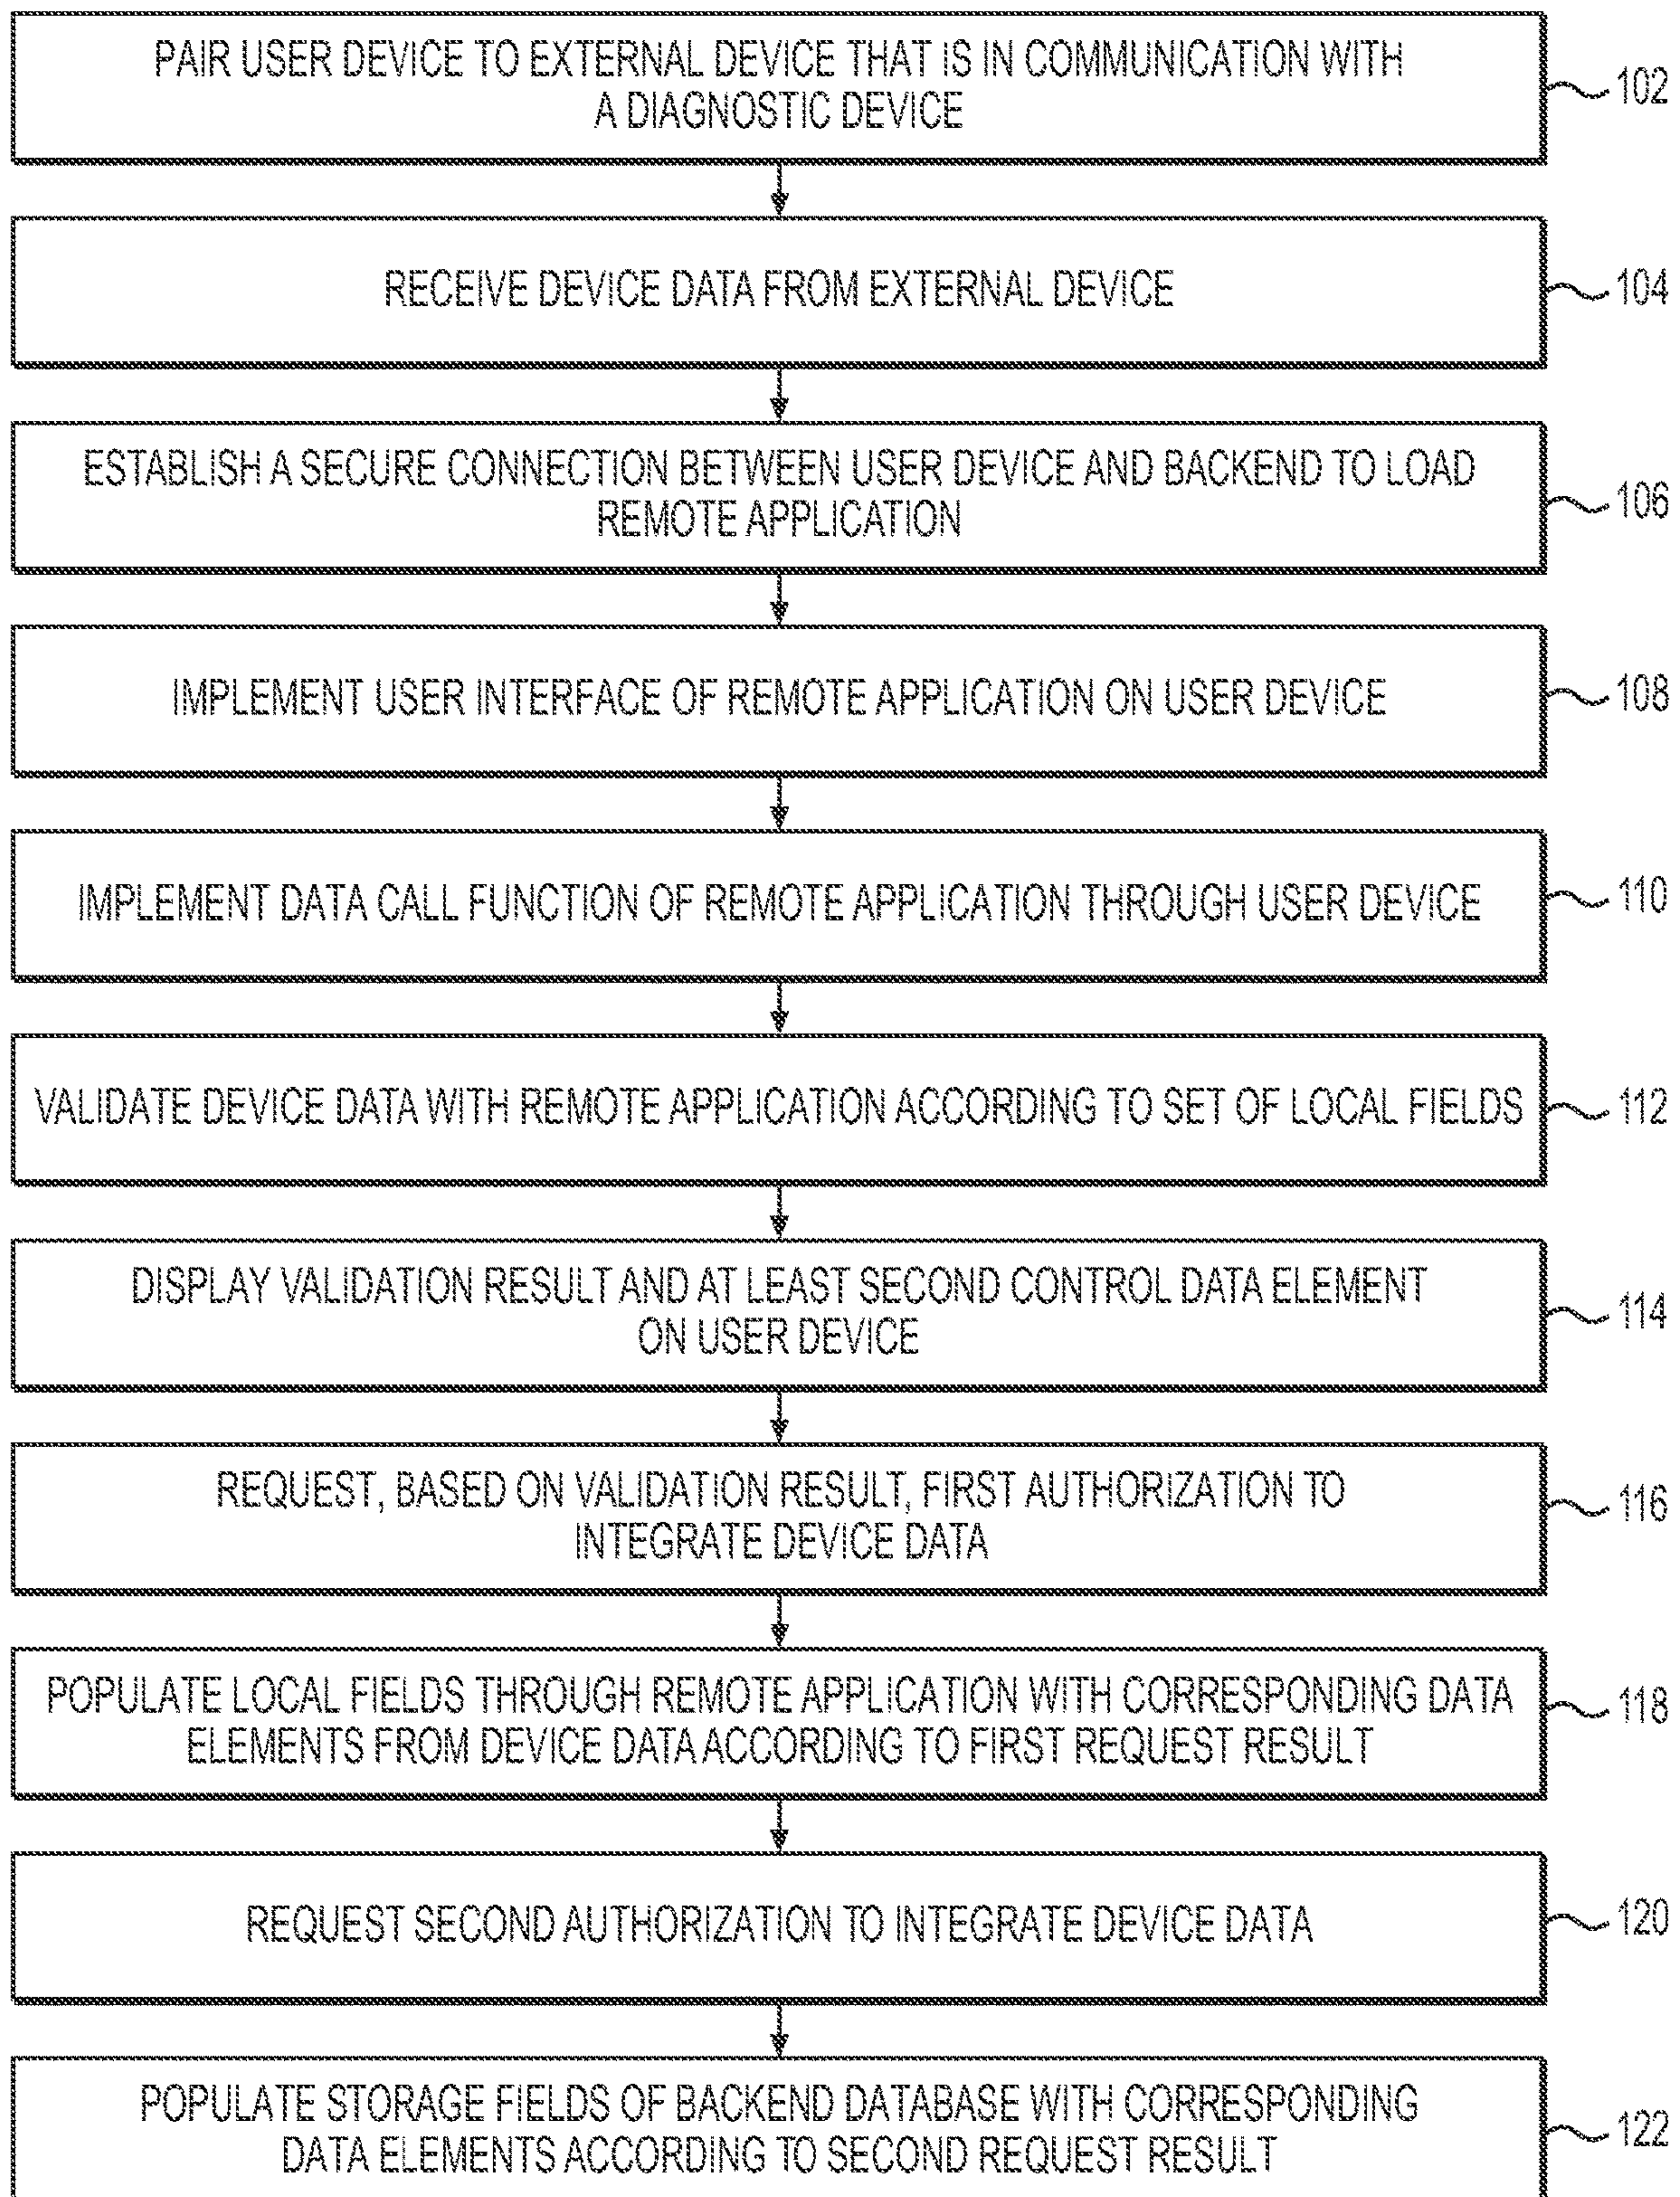 PAIR USER DEVICE TO EXTERNAL DEVICE THAT IS IN COMMUNICATION WITH
A DIAGNOSTIC DEVICE
102
RECEIVE DEVICE DATA FROM EXTERNAL DEVICE
104
ESTABLISH A SECURE CONNECTION BETWEEN USER DEVICE AND BACKEND TO LOAD
REMOTE APPLICATION
106
IMPLEMENT USER INTERFACE OF REMOTE APPLICATION ON USER DEVICE
108
IMPLEMENT DATA CALL FUNCTION OF REMOTE APPLICATION THROUGH USER DEVICE
110
VALIDATE DEVICE DATA WITH REMOTE APPLICATION ACCORDING TO SET OF LOCAL FIELDS
112
DISPLAY VALIDATION RESULT AND AT LEAST SECOND CONTROL DATA ELEMENT
ON USER DEVICE
114
REQUEST, BASED ON VALIDATION RESULT, FIRST AUTHORIZATION TO
INTEGRATE DEVICE DATA
116
POPULATE LOCAL FIELDS THROUGH REMOTE APPLICATION WITH CORRESPONDING DATA
ELEMENTS FROM DEVICE DATA ACCORDING TO FIRST REQUEST RESULT
118
REQUEST SECOND AUTHORIZATION TO INTEGRATE DEVICE DATA
120
POPULATE STORAGE FIELDS OF BACKEND DATABASE WITH CORRESPONDING
DATA ELEMENTS ACCORDING TO SECOND REQUEST RESULT
122